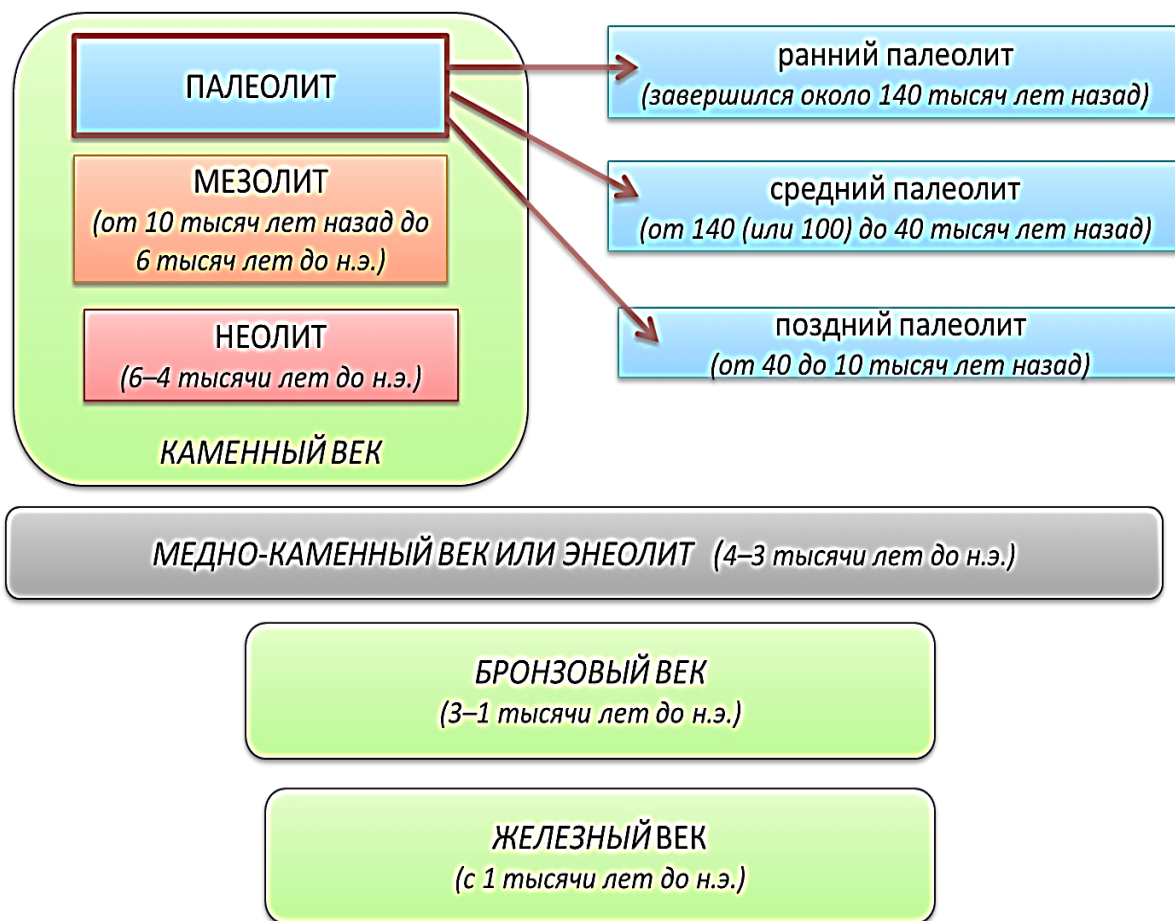 ПАЛЕОЛИТ
ранний палеолит
(завершился около 140 тысяч лет назад)
средний палеолит
(от 140 (или 100) до 40 тысяч лет назад)
поздний палеолит
(от 40 до 10 тысяч лет назад)
МЕЗОЛИТ
(от 10 тысяч лет назад до
6 тысяч лет до н.э.)
НЕОЛИТ
(6–4 тысячи лет до н.э.)
КАМЕННЫЙ ВЕК
МЕДНО-КАМЕННЫЙ ВЕК ИЛИ ЭНЕОЛИТ (4–3 тысячи лет до н.э.)
БРОНЗОВЫЙ ВЕК
(3–1 тысячи лет до н.э.)
ЖЕЛЕЗНЫЙ ВЕК
(с 1 тысячи лет до н.э.)